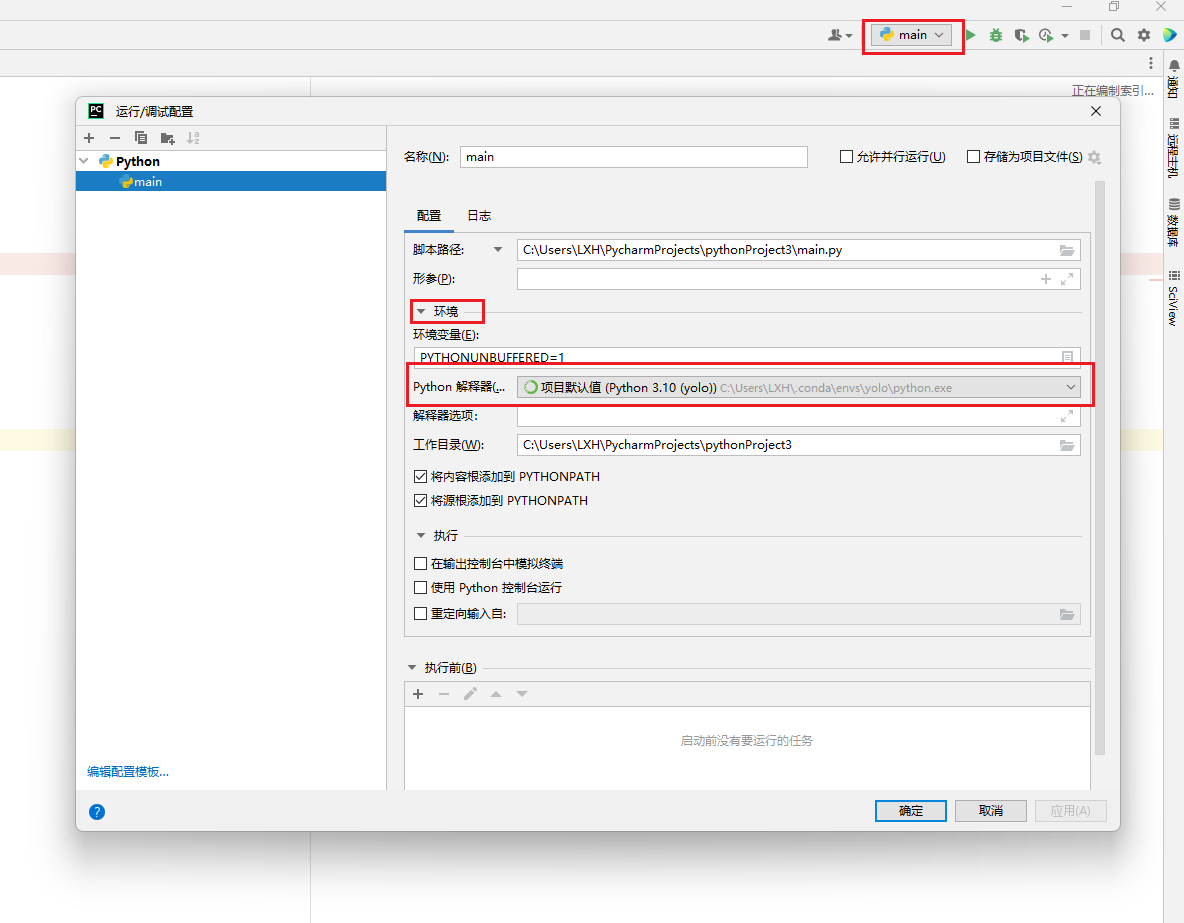 main
正在编制索引...
通知
远程主机
数据库
SciView
PC 运行/调试配置
Python
main
编辑配置模板...
名称(N): main
允许并行运行(U) 存储为项目文件(S)
配置 日志
脚本路径: C:\Users\LXH\PycharmProjects\pythonProject3\main.py
形参(P):
环境
环境变量(E):
PYTHONUNBUFFERED=1
Python 解释器(... 项目默认值 (Python 3.10 (yolo)) C:\Users\LXH\.conda\envs\yolo\python.exe
解释器选项:
工作目录(W): C:\Users\LXH\PycharmProjects\pythonProject3
将内容根添加到 PYTHONPATH
将源根添加到 PYTHONPATH
执行
在输出控制台中模拟终端
使用 Python 控制台运行
重定向输入自:
执行前(B)
启动前没有要运行的任务
? 确定 取消 应用(A)